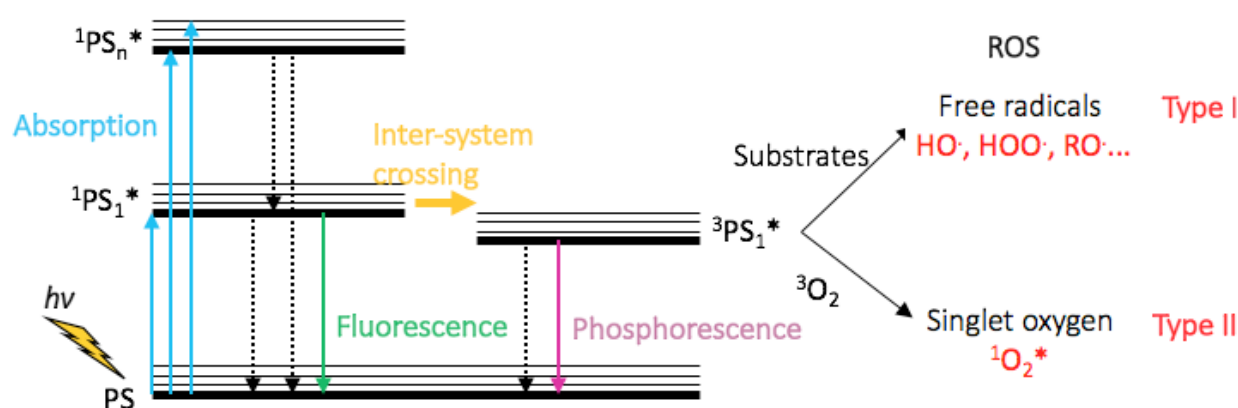 ¹PSₙ*
Absorption
¹PS₁*
hν
PS
Inter-system
crossing
Fluorescence
Phosphorescence
³PS₁*
Substrates
³O₂
ROS
Free radicals
HO·, HOO·, RO·...
Type I
Singlet oxygen
¹O₂*
Type II